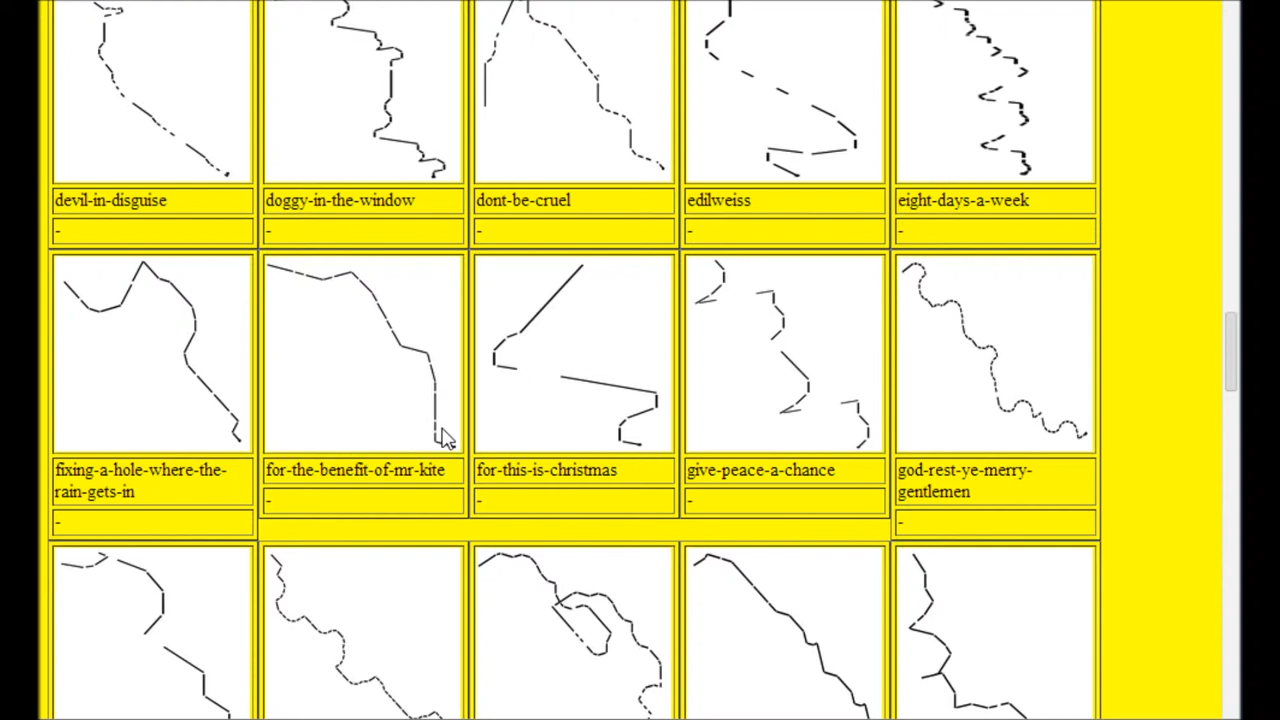 devil-in-disguise
doggy-in-the-window
dont-be-cruel
edilweiss
eight-days-a-week
-
-
-
-
-
fixing-a-hole-where-the-
rain-gets-in
for-the-benefit-of-mr-kite
for-this-is-christmas
give-peace-a-chance
god-rest-ye-merry-
gentlemen
-
-
-
-
-